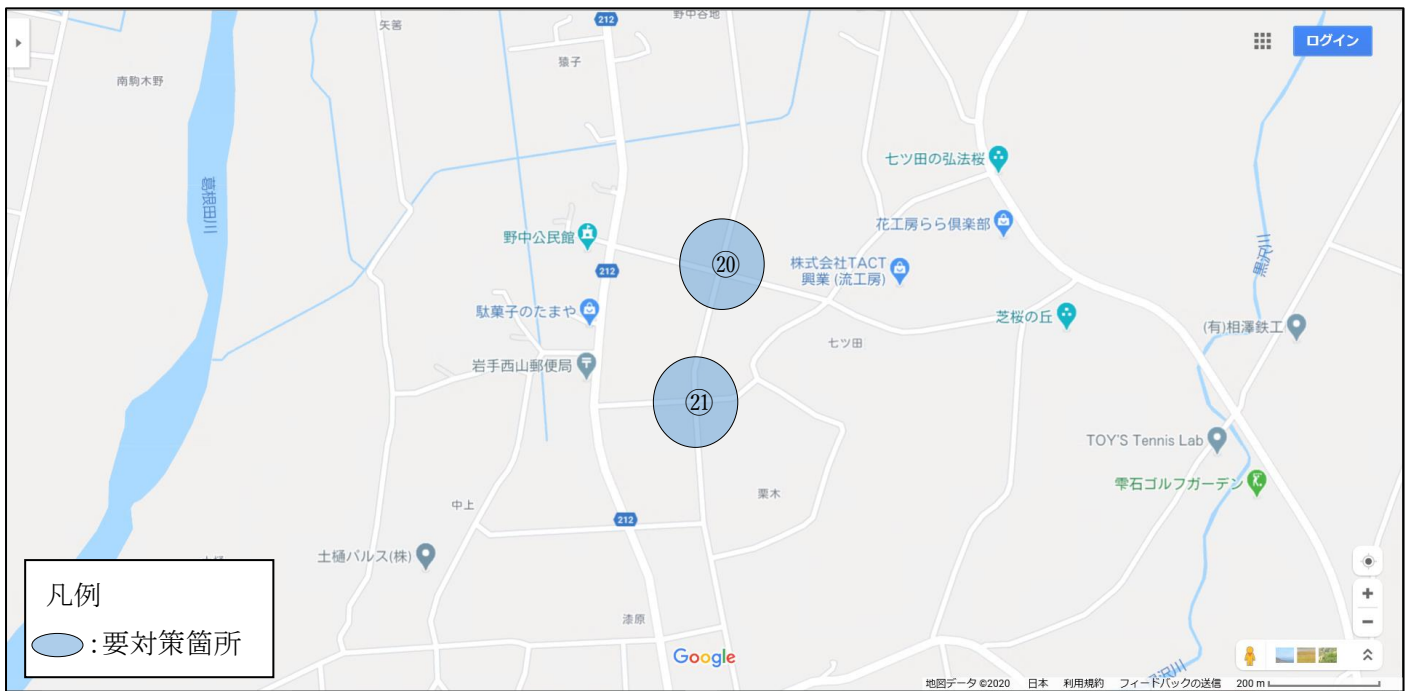 矢筈
212
野中谷地
ログイン
猿子
南駒木野
七ツ田の弘法桜
葛根田川
花工房らら倶楽部
野中公民館
⑳
株式会社TACT
興業 (流工房)
212
黒沢川
駄菓子のたまや
芝桜の丘
(有)相澤鉄工
七ツ田
岩手西山郵便局
㉑
TOY'S Tennis Lab
雫石ゴルフガーデン
栗木
中上
212
土樋バルス(株)
凡例
:要対策箇所
漆原
Google
地図データ ©2020 日本 利用規約 フィードバックの送信 200 m